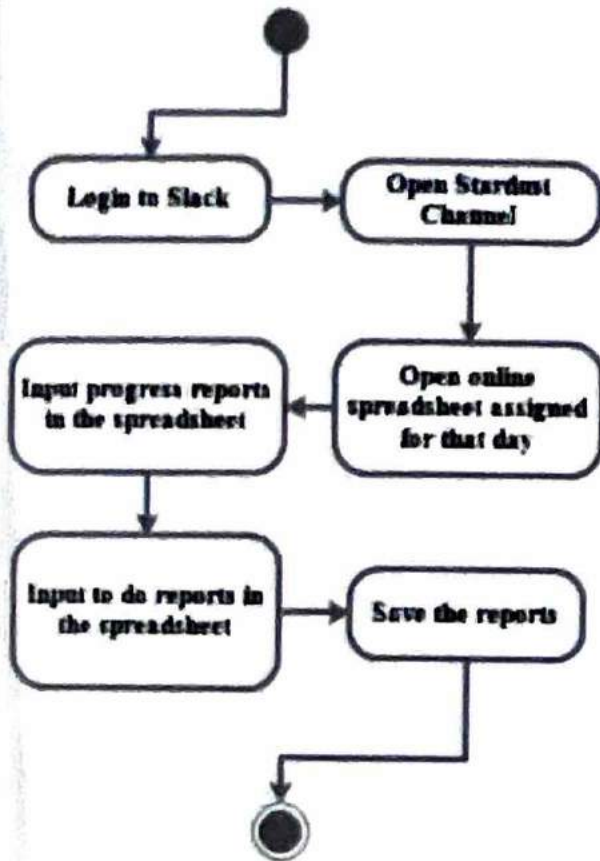 Login to Slack
Open Stardust
Channel
Open online
spreadsheet assigned
for that day
Input progress reports
in the spreadsheet
Input to do reports in
the spreadsheet
Save the reports